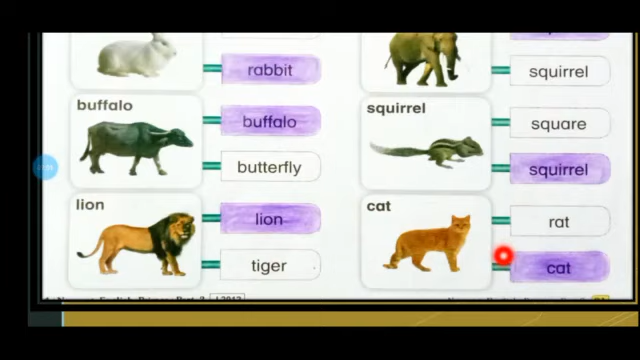 rabbit
squirrel
buffalo
buffalo
butterfly
squirrel
square
squirrel
lion
lion
tiger
cat
rat
cat